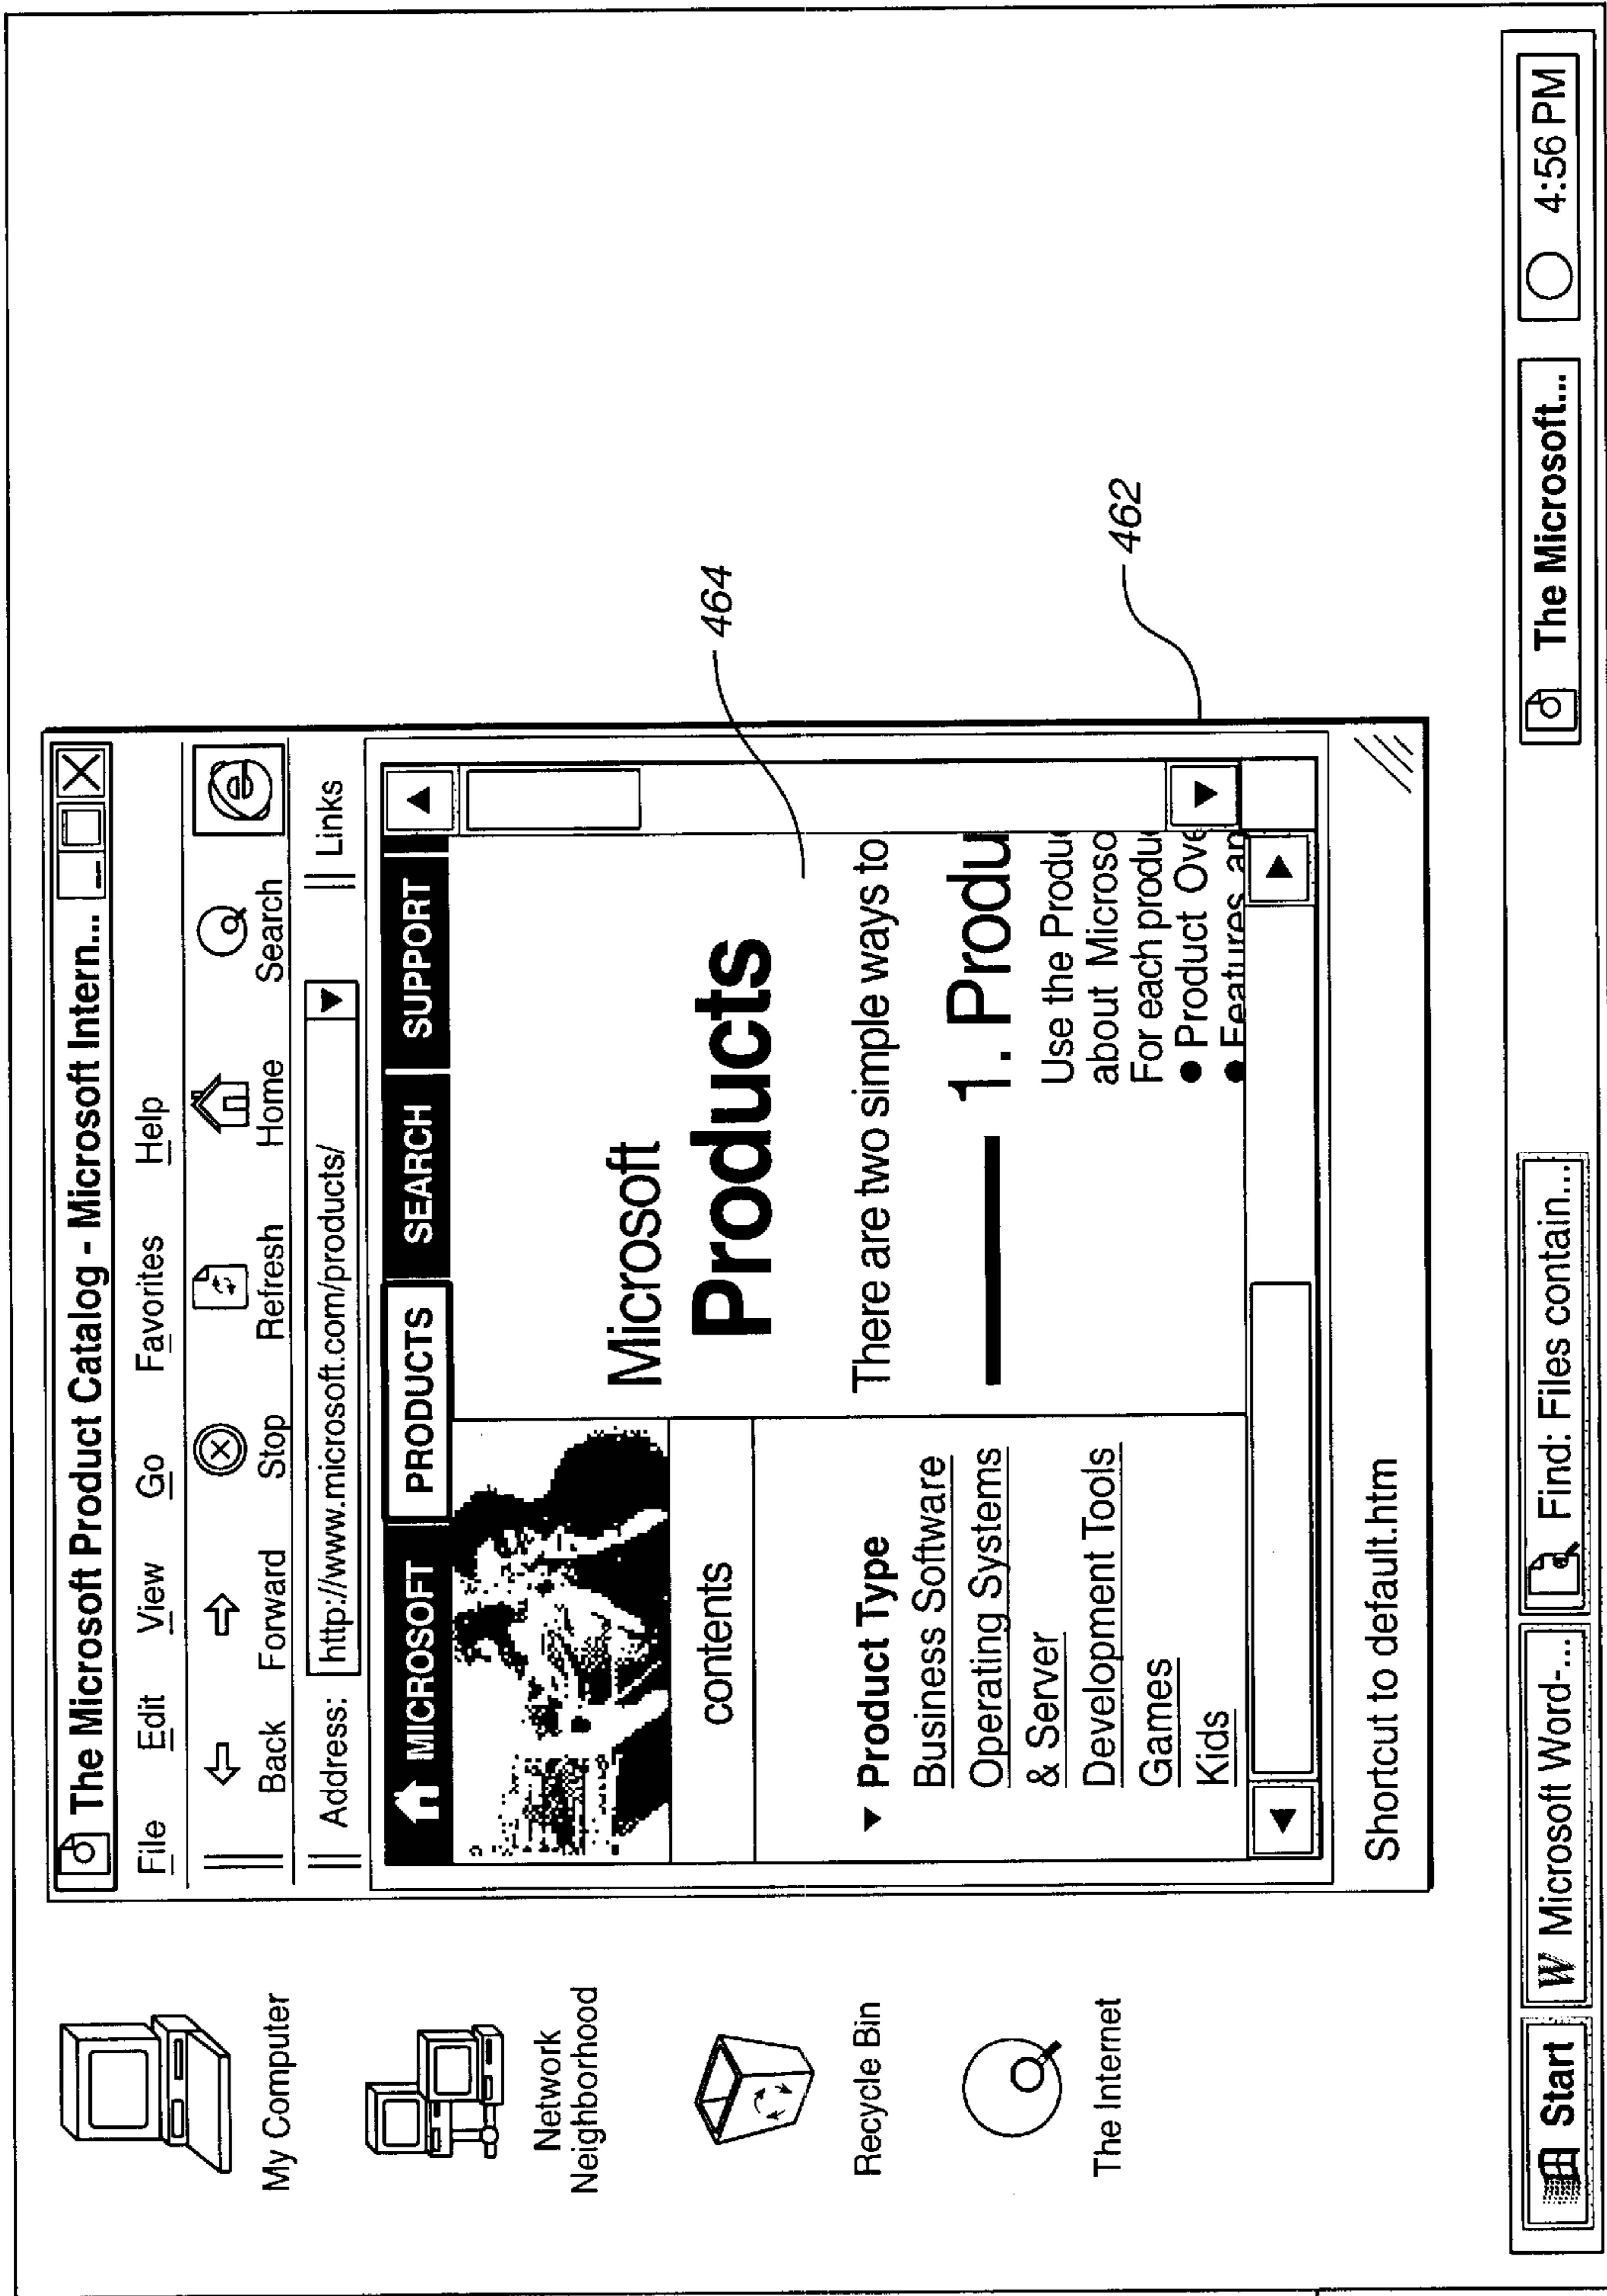 The Microsoft Product Catalog - Microsoft Intern...
File Edit View Go Favorites Help
Back Forward Stop Refresh Home Search
Address: http://www.microsoft.com/products/ Links
MICROSOFT PRODUCTS SEARCH SUPPORT
contents
▼ Product Type
Business Software
Operating Systems
& Server
Development Tools
Games
Kids
Microsoft
Products
There are two simple ways to
1. Produ
Use the Produ
about Microso
For each produ
● Product Ove
● Features an
Shortcut to default.htm
464
462
My Computer
Network
Neighborhood
Recycle Bin
The Internet
Start
W Microsoft Word-...
Find: Files contain...
The Microsoft...
4:56 PM